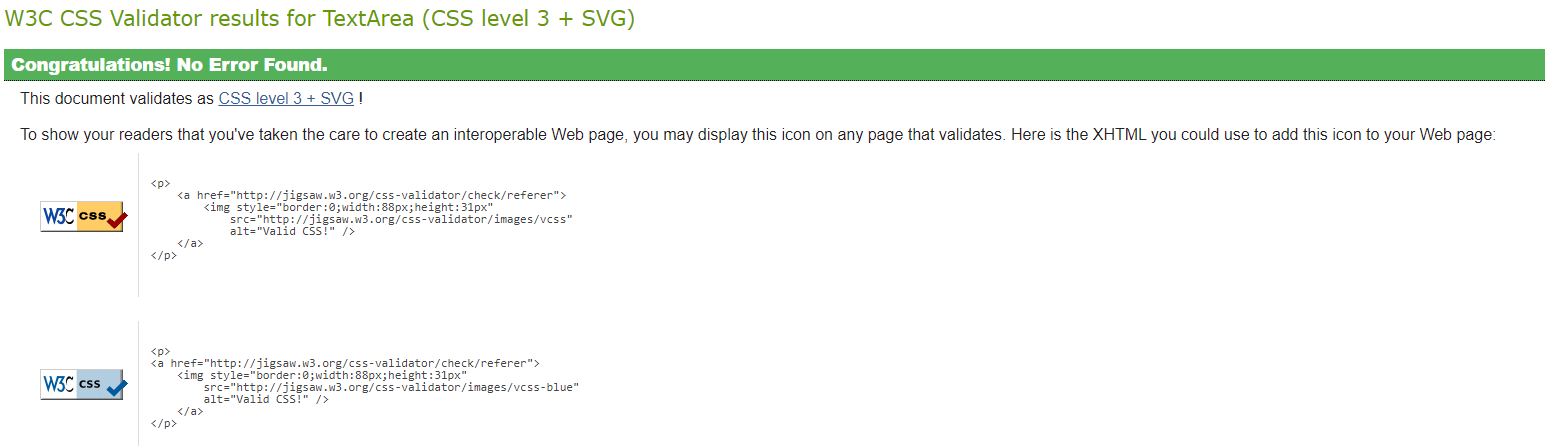 W3C CSS Validator results for TextArea (CSS level 3 + SVG)
Congratulations! No Error Found.
This document validates as CSS level 3 + SVG !
To show your readers that you've taken the care to create an interoperable Web page, you may display this icon on any page that validates. Here is the XHTML you could use to add this icon to your Web page:
W3C css
<p>
    <a href="http://jigsaw.w3.org/css-validator/check/referer">
        <img style="border:0;width:88px;height:31px"
            src="http://jigsaw.w3.org/css-validator/images/vcss"
            alt="Valid CSS!" />
    </a>
</p>
W3C css
<p>
<a href="http://jigsaw.w3.org/css-validator/check/referer">
    <img style="border:0;width:88px;height:31px"
        src="http://jigsaw.w3.org/css-validator/images/vcss-blue"
        alt="Valid CSS!" />
    </a>
</p>